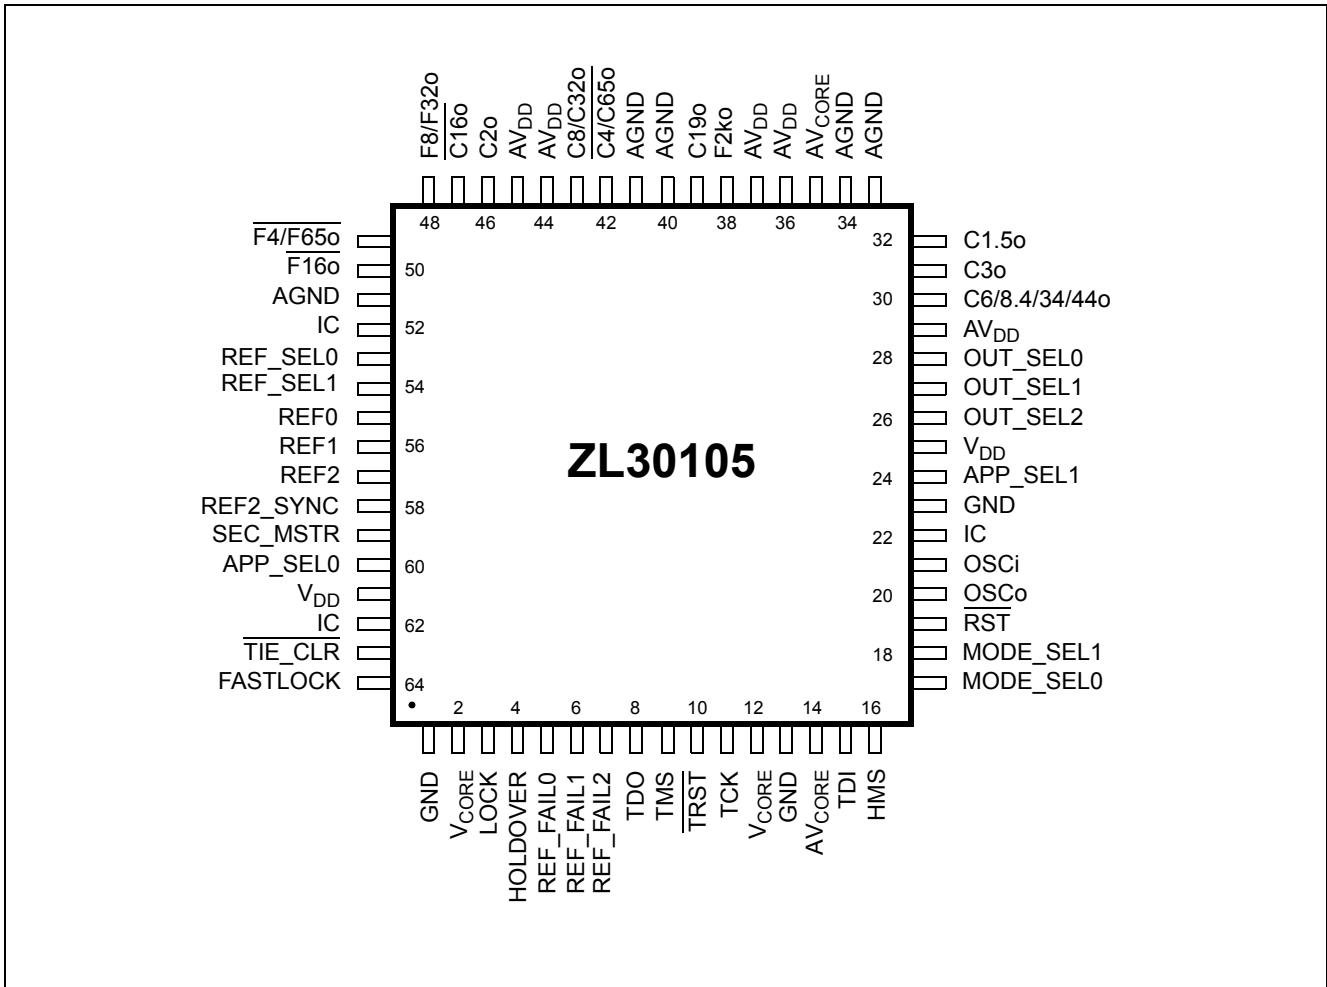 F8/F32o
C16o
C2o
AVDD
AVDD
C8/C32o
C4/C65o
AGND
AGND
C19o
F2ko
AVDD
AVDD
AVCORE
AGND
AGND
48 46 44 42 40 38 36 34
F4/F65o
F16o 50
AGND
IC 52
REF_SEL0
REF_SEL1 54
REF0
REF1 56
REF2
REF2_SYNC 58
SEC_MSTR
APP_SEL0 60
VDD
IC 62
TIE_CLR
FASTLOCK 64
ZL30105
32 C1.5o
C3o
30 C6/8.4/34/44o
AVDD
28 OUT_SEL0
OUT_SEL1
26 OUT_SEL2
VDD
24 APP_SEL1
GND
22 IC
OSCi
20 OSCo
RST
18 MODE_SEL1
MODE_SEL0
2 4 6 8 10 12 14 16
GND
VCORE
LOCK
HOLDOVER
REF_FAIL0
REF_FAIL1
REF_FAIL2
TDO
TMS
TRST
TCK
VCORE
GND
AVCORE
TDI
HMS